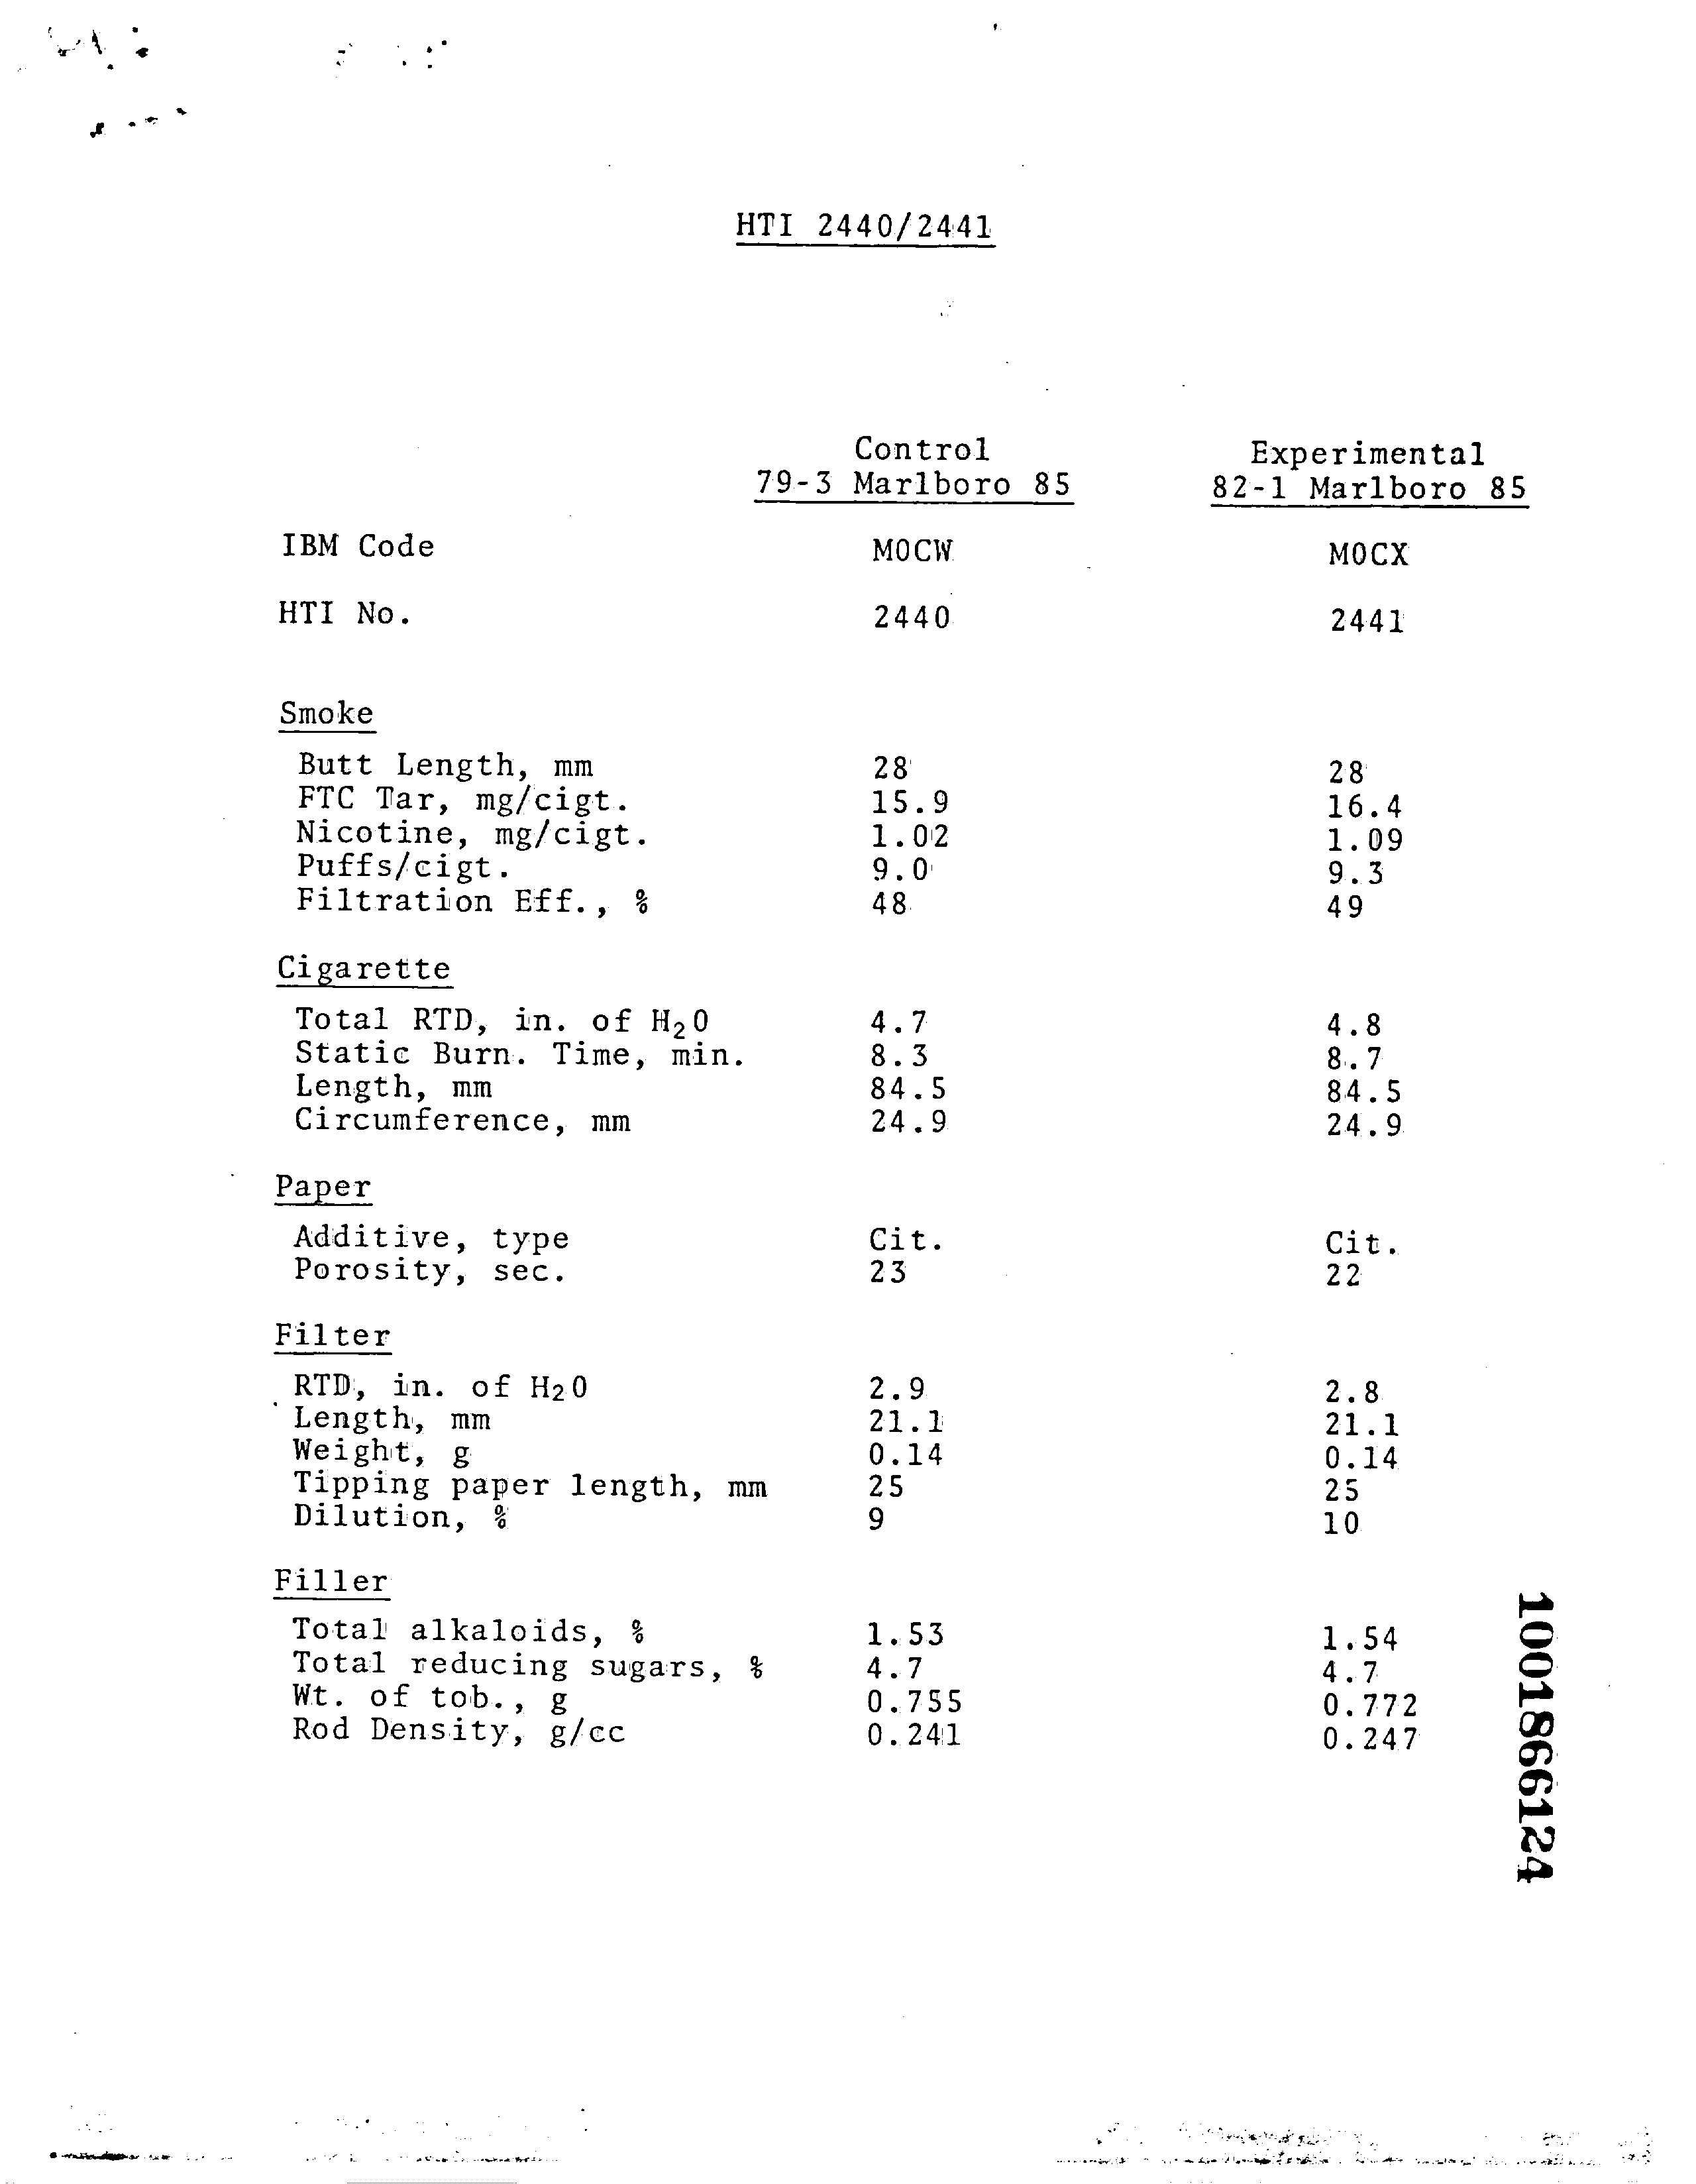 HTI 2440/2441
Control Experimental
79-3 Marlboro 85 82-1 Marlboro 85
IBM Code MOCW MOCX
HTI No. 2440 2441
Smoke
Butt Length, mm 28 28
FTC Tar, mg/cigt. 15.9 16.4
Nicotine, mg/cigt. 1.02 1.09
Puffs/cigt. 9.0 9.3
Filtration Eff., % 48 49
Cigarette
Total RTD, in. of H2O 4.7 4.8
Static Burn. Time, min. 8.3 8.7
Length, mm 84.5 84.5
Circumference, mm 24.9 24.9
Paper
Additive, type Cit. Cit.
Porosity, sec. 23 22
Filter
RTD, in. of H2O 2.9 2.8
Length, mm 21.1 21.1
Weight, g 0.14 0.14
Tipping paper length, mm 25 25
Dilution, % 9 10
Filler
Total alkaloids, % 1.53 1.54
Total reducing sugars, % 4.7 4.7
Wt. of tob., g 0.755 0.772
Rod Density, g/cc 0.241 0.247
1001866124